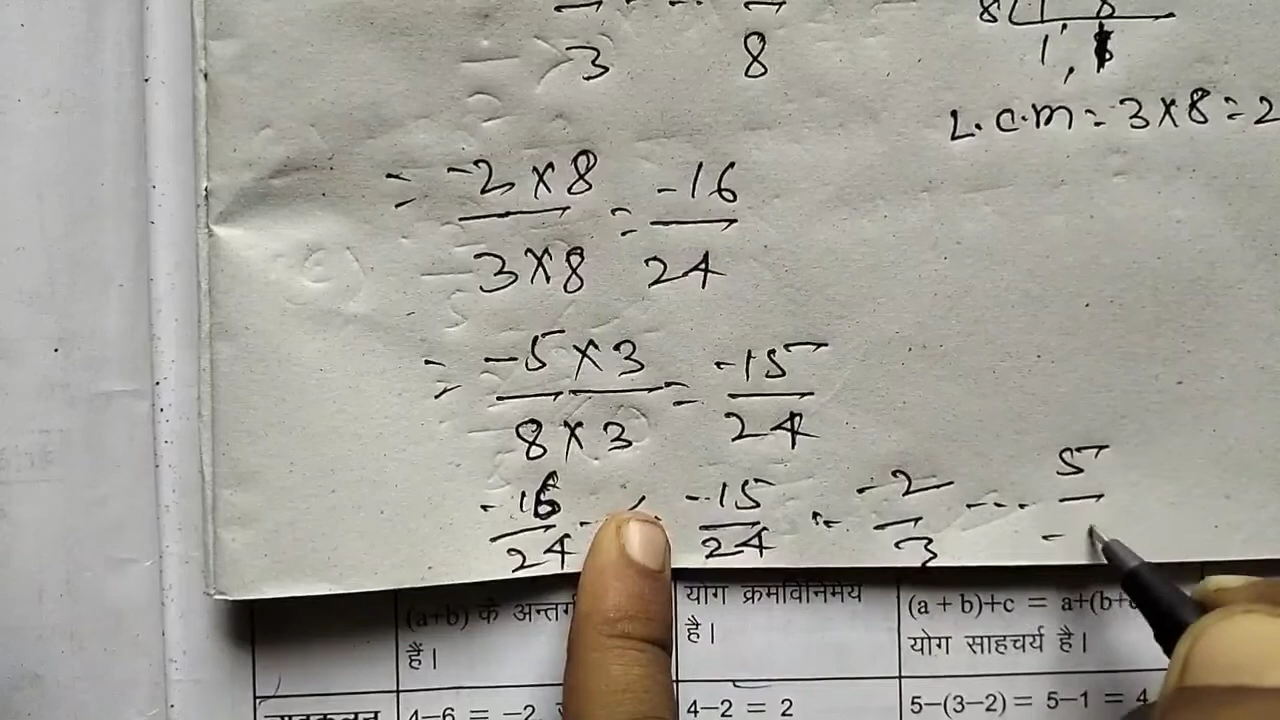 8 | 1 8
3 8
1, 1
L.C.M = 3×8=2
= -2×8 / 3×8 = -16 / 24
= -5×3 / 8×3 = -15 / 24
-16 / 24 -15 / 24 -2 / 3 --- 5 / -
(a+b) के अन्तर्ग योग क्रमविनिमेय (a + b)+c = a+(b+
हैं। है। योग साहचर्य है।
4–6 = –2, 4–2 = 2 5–(3–2) = 5–1 = 4